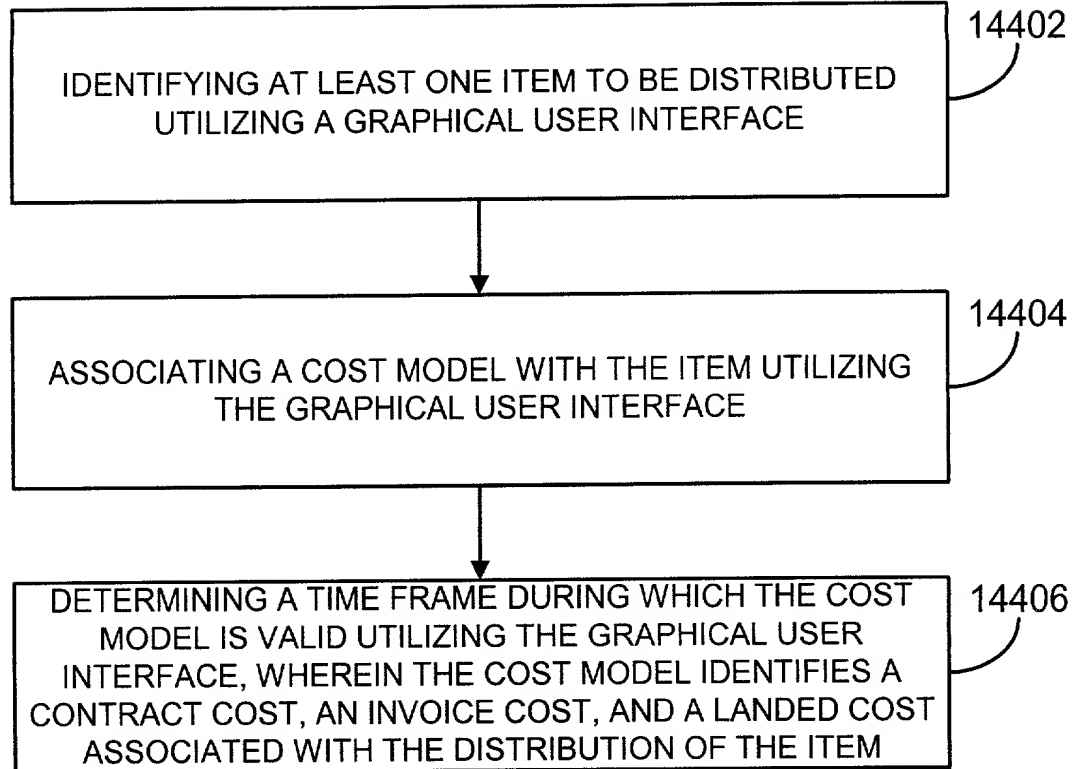 14402
IDENTIFYING AT LEAST ONE ITEM TO BE DISTRIBUTED
UTILIZING A GRAPHICAL USER INTERFACE
14404
ASSOCIATING A COST MODEL WITH THE ITEM UTILIZING
THE GRAPHICAL USER INTERFACE
14406
DETERMINING A TIME FRAME DURING WHICH THE COST
MODEL IS VALID UTILIZING THE GRAPHICAL USER
INTERFACE, WHEREIN THE COST MODEL IDENTIFIES A
CONTRACT COST, AN INVOICE COST, AND A LANDED COST
ASSOCIATED WITH THE DISTRIBUTION OF THE ITEM